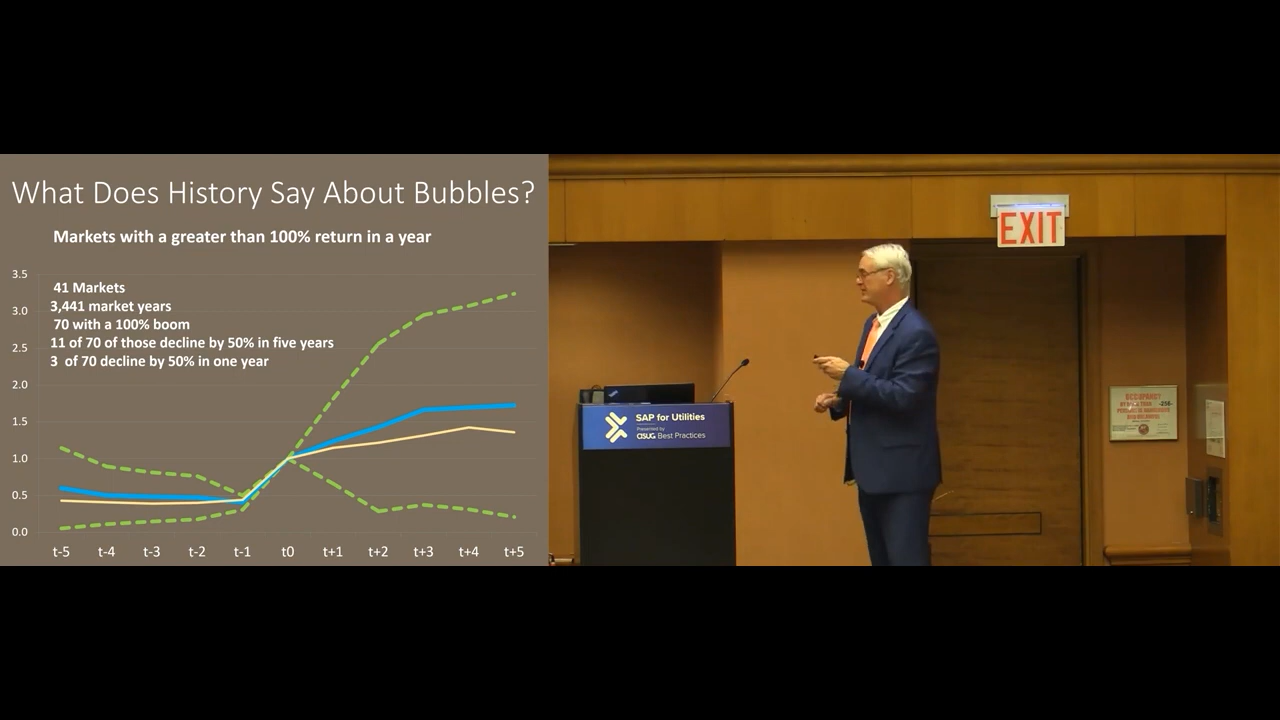 What Does History Say About Bubbles?
Markets with a greater than 100% return in a year
3.5
41 Markets
3,441 market years
3.0
70 with a 100% boom
11 of 70 of those decline by 50% in five years
2.5
3 of 70 decline by 50% in one year
2.0
1.5
1.0
0.5
0.0
t-5 t-4 t-3 t-2 t-1 t0 t+1 t+2 t+3 t+4 t+5
EXIT
SAP for Utilities
Presented by
ASUG Best Practices
OCCUPANCY